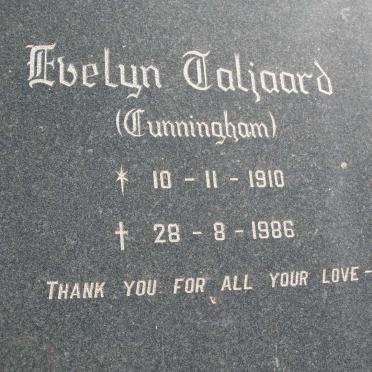 Evelyn Taljaard
(Cunningham)
* 10 - 11 - 1910
† 28 - 8 - 1986
THANK YOU FOR ALL YOUR LOVE -